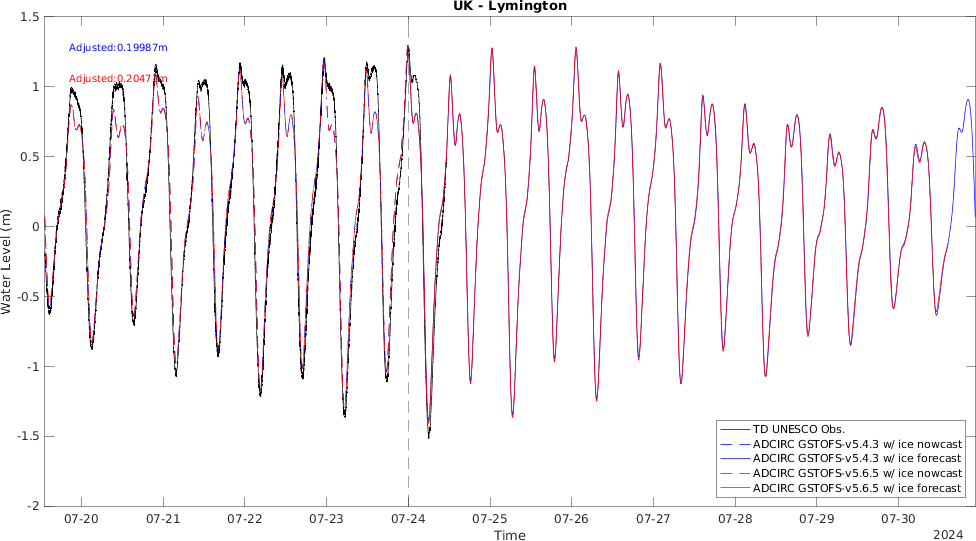 UK - Lymington
1.5
1
0.5
0
-0.5
-1
-1.5
-2
Water Level (m)
Adjusted:0.19987m
Adjusted:0.2047 m
TD UNESCO Obs.
ADCIRC GSTOFS-v5.4.3 w/ ice nowcast
ADCIRC GSTOFS-v5.4.3 w/ ice forecast
ADCIRC GSTOFS-v5.6.5 w/ ice nowcast
ADCIRC GSTOFS-v5.6.5 w/ ice forecast
07-20 07-21 07-22 07-23 07-24 07-25 07-26 07-27 07-28 07-29 07-30
Time
2024